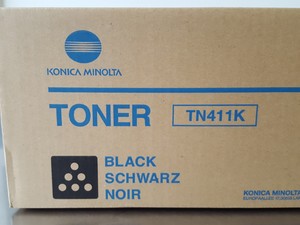 KONICA MINOLTA
TONER
TN411K
BLACK
SCHWARZ
NOIR
KONICA MINOLTA